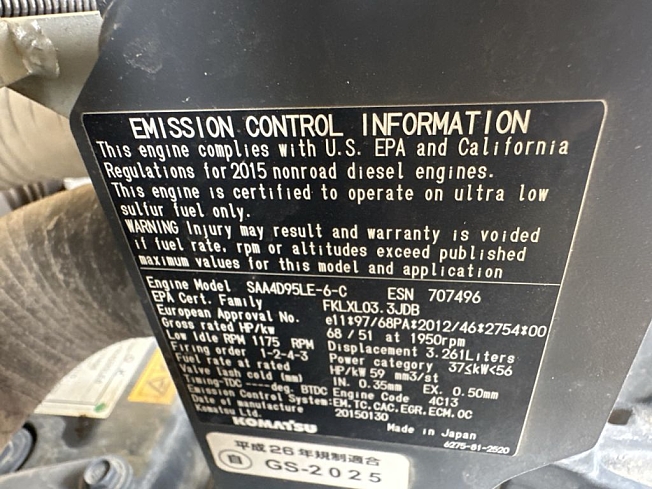 EMISSION CONTROL INFORMATION
This engine complies with U.S. EPA and California
Regulations for 2015 nonroad diesel engines.
This engine is certified to operate on ultra low
sulfur fuel only.
WARNING Injury may result and warranty is voided
if fuel rate, rpm or altitudes exceed published
maximum values for this model and application
Engine Model SAA4D95LE-6-C ESN 707496
EPA Cert. Family FKLXL03.3JDB
European Approval No. e11*97/68PA*2012/46*2754*00
Gross rated HP/kW 68/51 at 1950rpm
Low Idle RPM 1175 RPM Displacement 3.261Liters
Firing order 1-2-4-3 Power category 37≤kW<56
Fuel rate at rated HP/kW 59 mm3/st
Valve lash cold (mm) IN. 0.35mm EX. 0.50mm
Timing-TDC ----deg. BTDC Engine Code 4C13
Emission Control System:EM.TC.CAC.EGR.ECM.OC
Date of manufacture 20150130
Komatsu Ltd. Made in Japan
KOMATSU 6275-81-2520
平成26年規制適合
自 GS-2025